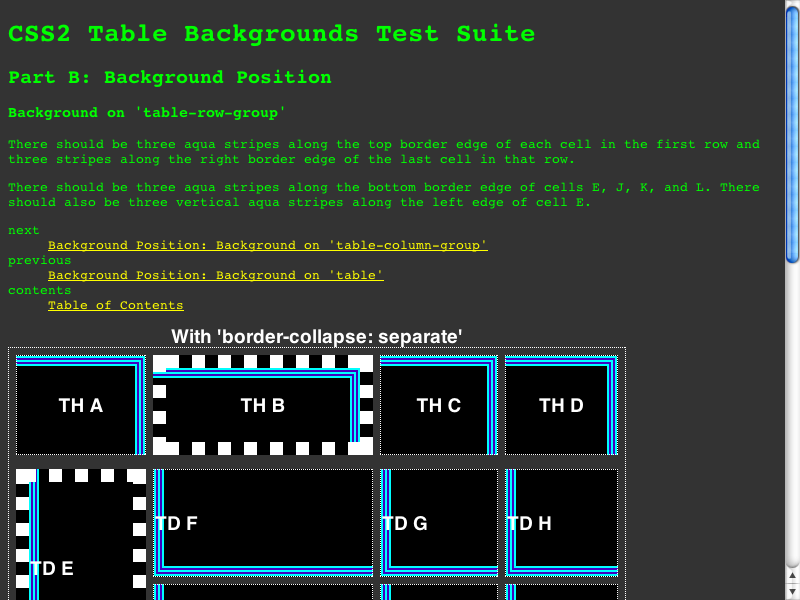 CSS2 Table Backgrounds Test Suite
Part B: Background Position
Background on 'table-row-group'
There should be three aqua stripes along the top border edge of each cell in the first row and
three stripes along the right border edge of the last cell in that row.
There should be three aqua stripes along the bottom border edge of cells E, J, K, and L. There
should also be three vertical aqua stripes along the left edge of cell E.
next
Background Position: Background on 'table-column-group'
previous
Background Position: Background on 'table'
contents
Table of Contents
With 'border-collapse: separate'
TH A TH B TH C TH D
TD F TD G TD H
TD E